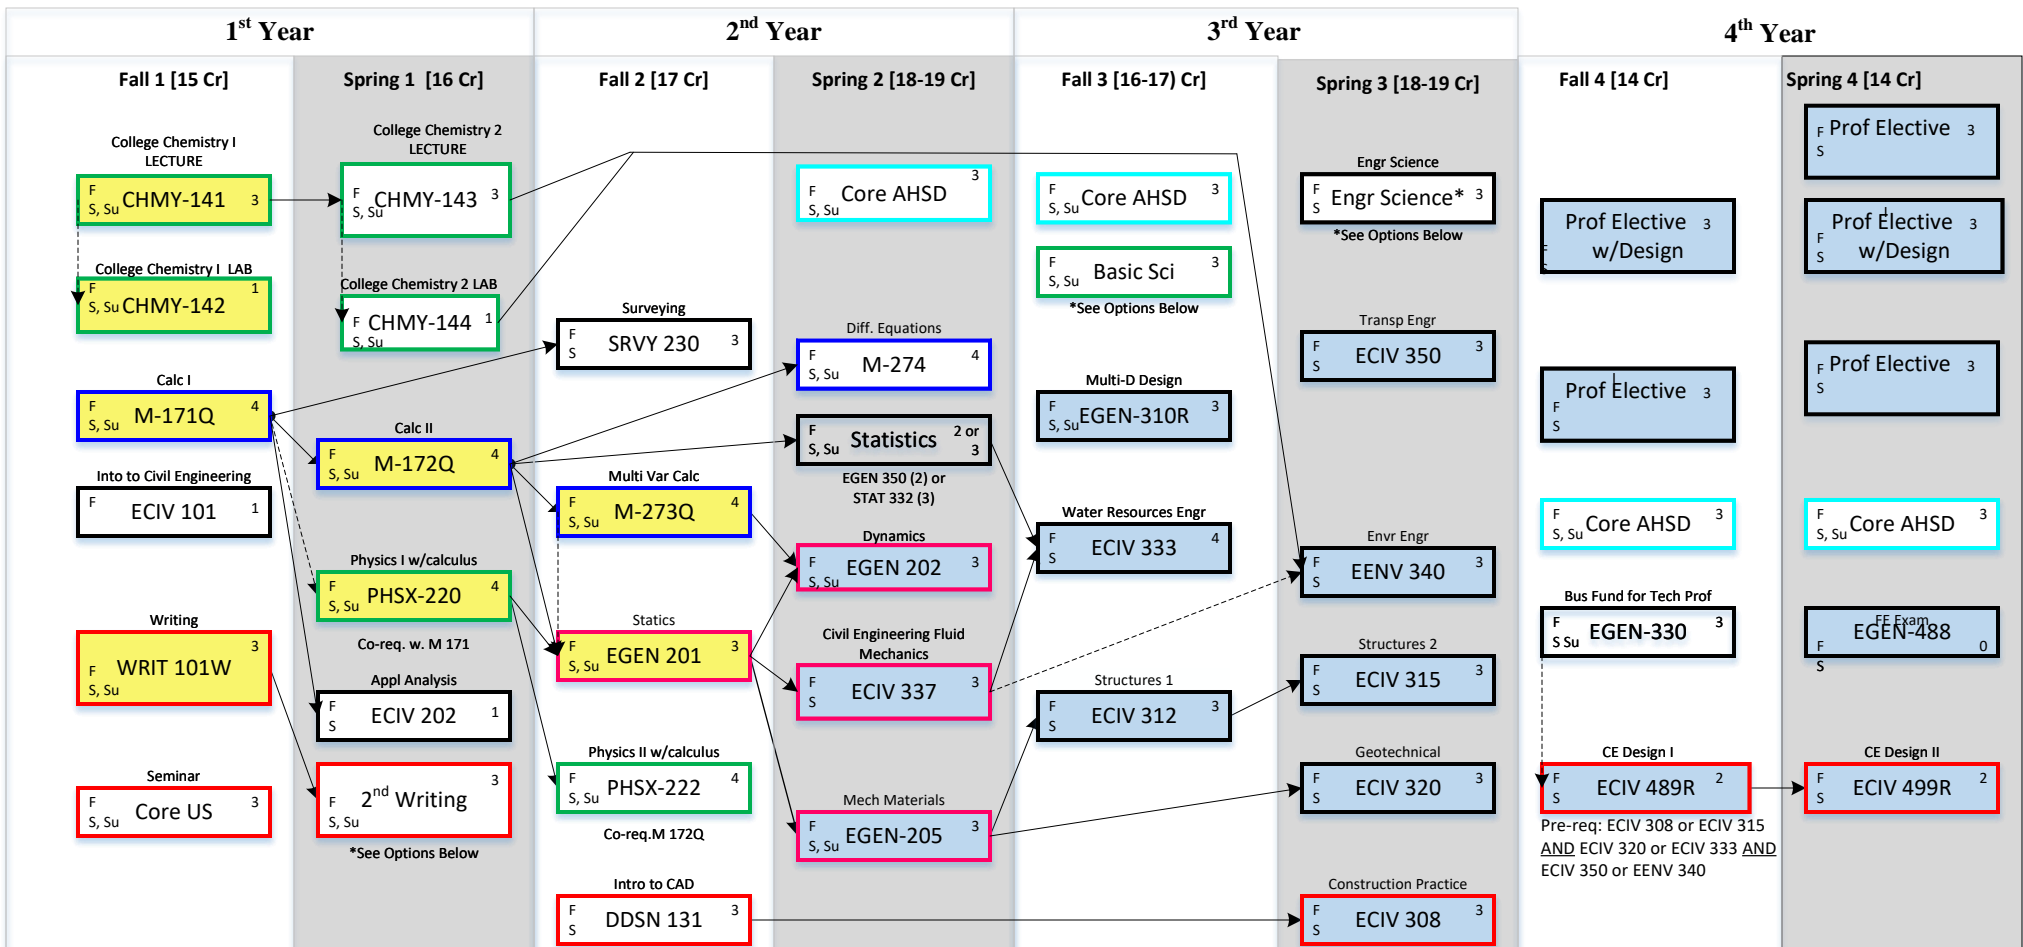 1st Year
2nd Year
3rd Year
4th Year
Fall 1 [15 Cr]
Spring 1 [16 Cr]
Fall 2 [17 Cr]
Spring 2 [18-19 Cr]
Fall 3 [16-17) Cr]
Spring 3 [18-19 Cr]
Fall 4 [14 Cr]
Spring 4 [14 Cr]
College Chemistry I
LECTURE
F
S, Su CHMY-141 3
College Chemistry I LAB
F
S, Su CHMY-142 1
Calc I
F
S, Su M-171Q 4
Into to Civil Engineering
F ECIV 101 1
Writing
F
S, Su WRIT 101W 3
Seminar
F
S, Su Core US 3
College Chemistry 2
LECTURE
F
S, Su CHMY-143 3
College Chemistry 2 LAB
F
S, Su CHMY-144 1
Calc II
F
S, Su M-172Q 4
Physics I w/calculus
F
S, Su PHSX-220 4
Co-req. w. M 171
Appl Analysis
F
S ECIV 202 1
F
S, Su 2nd Writing 3
*See Options Below
Surveying
F
S SRVY 230 3
Multi Var Calc
F
S, Su M-273Q 4
Statics
F
S, Su EGEN 201 3
Physics II w/calculus
F
S, Su PHSX-222 4
Co-req.M 172Q
Intro to CAD
F
S DDSN 131 3
F
S, Su Core AHSD 3
Diff. Equations
F
S, Su M-274 4
F
S, Su Statistics 2 or
3
EGEN 350 (2) or
STAT 332 (3)
Dynamics
F
S, Su EGEN 202 3
Civil Engineering Fluid
Mechanics
F
S ECIV 337 3
Mech Materials
F
S, Su EGEN-205 3
F
S, Su Core AHSD 3
F
S, Su Basic Sci 3
*See Options Below
Multi-D Design
F
S, Su EGEN-310R 3
Water Resources Engr
F
S ECIV 333 4
Structures 1
F
S ECIV 312 3
Engr Science
F
S Engr Science* 3
*See Options Below
Transp Engr
F
S ECIV 350 3
Envr Engr
F
S EENV 340 3
Structures 2
F
S ECIV 315 3
Geotechnical
F
S ECIV 320 3
Construction Practice
F
S ECIV 308 3
Prof Elective 3
w/Design
F
S
Prof Elective 3
F
S
F
S, Su Core AHSD 3
Bus Fund for Tech Prof
F
S Su EGEN-330 3
CE Design I
F
S ECIV 489R 2
Pre-req: ECIV 308 or ECIV 315
AND ECIV 320 or ECIV 333 AND
ECIV 350 or EENV 340
F Prof Elective 3
S
Prof Elective 3
F
S w/Design
Prof Elective 3
F
S
F
S, Su Core AHSD 3
FE Exam
EGEN-488
F 0
S
CE Design II
F
S ECIV 499R 2